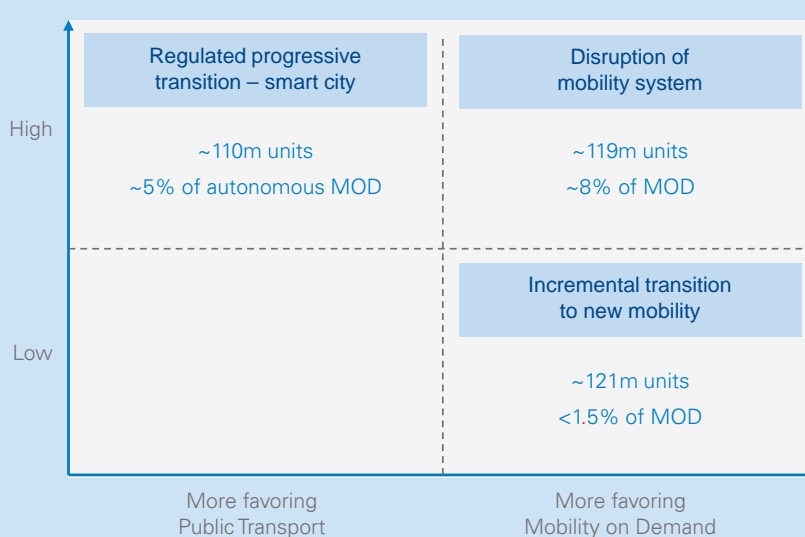 Regulated progressive
transition – smart city
Disruption of
mobility system
High
~110m units
~5% of autonomous MOD
~119m units
~8% of MOD
Incremental transition
to new mobility
Low
~121m units
<1.5% of MOD
More favoring
Public Transport
More favoring
Mobility on Demand